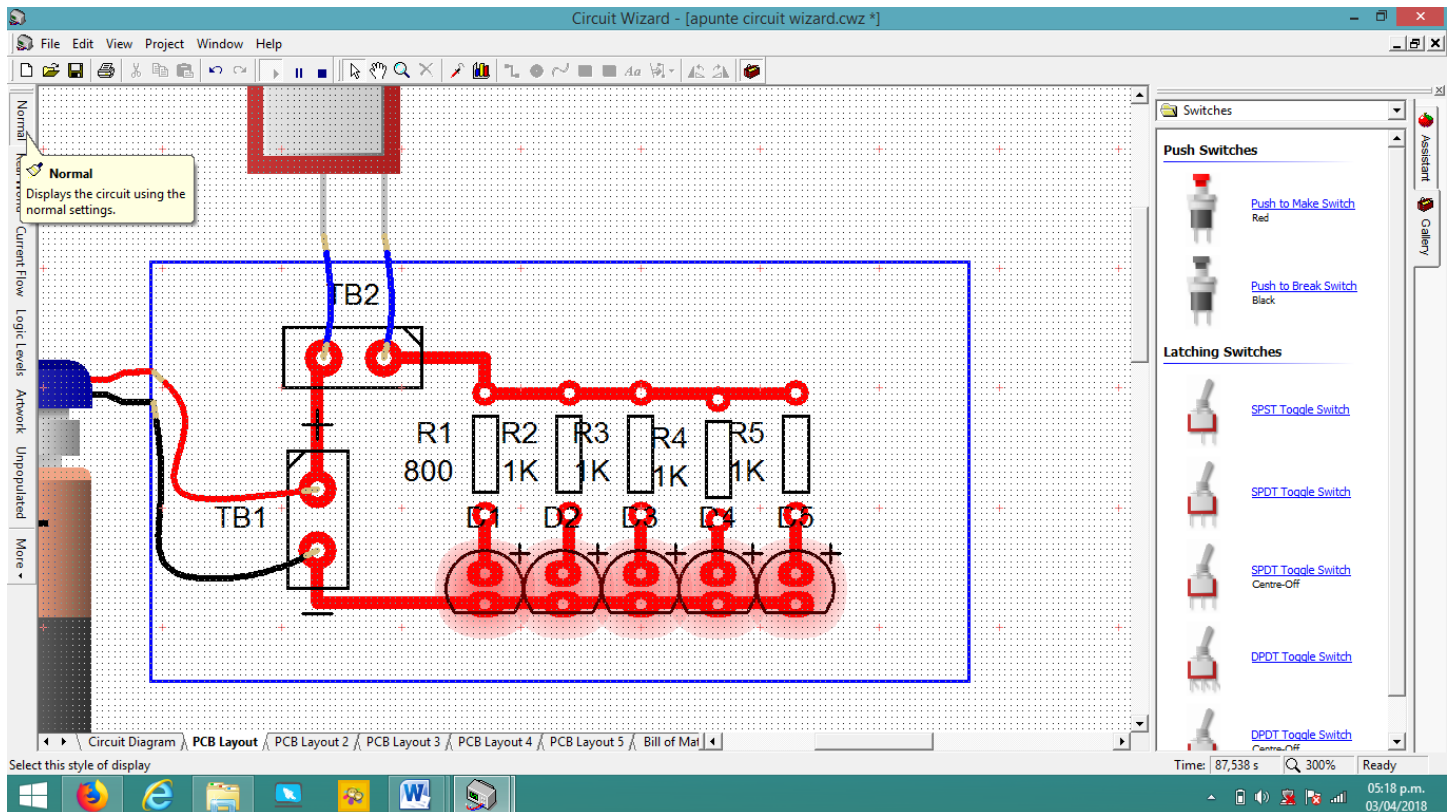 Circuit Wizard - [apunte circuit wizard.cwz *]
File Edit View Project Window Help
Normal
Normal
Displays the circuit using the
normal settings.
Current Flow
Logic Levels
Artwork
Unpopulated
More
TB2
R1
800
R2
1K
R3
1K
R4
1K
R5
1K
TB1
D1
D2
D3
D4
D5
+
+
+
+
+
+
Switches
Push Switches
Push to Make Switch
Red
Push to Break Switch
Black
Latching Switches
SPST Toggle Switch
SPDT Toggle Switch
SPDT Toggle Switch
Centre-Off
DPDT Toggle Switch
DPDT Toggle Switch
Centre-Off
Assistant
Gallery
Circuit Diagram
PCB Layout
PCB Layout 2
PCB Layout 3
PCB Layout 4
PCB Layout 5
Bill of Mat
Select this style of display
Time: 87,538 s
300%
Ready
05:18 p.m.
03/04/2018